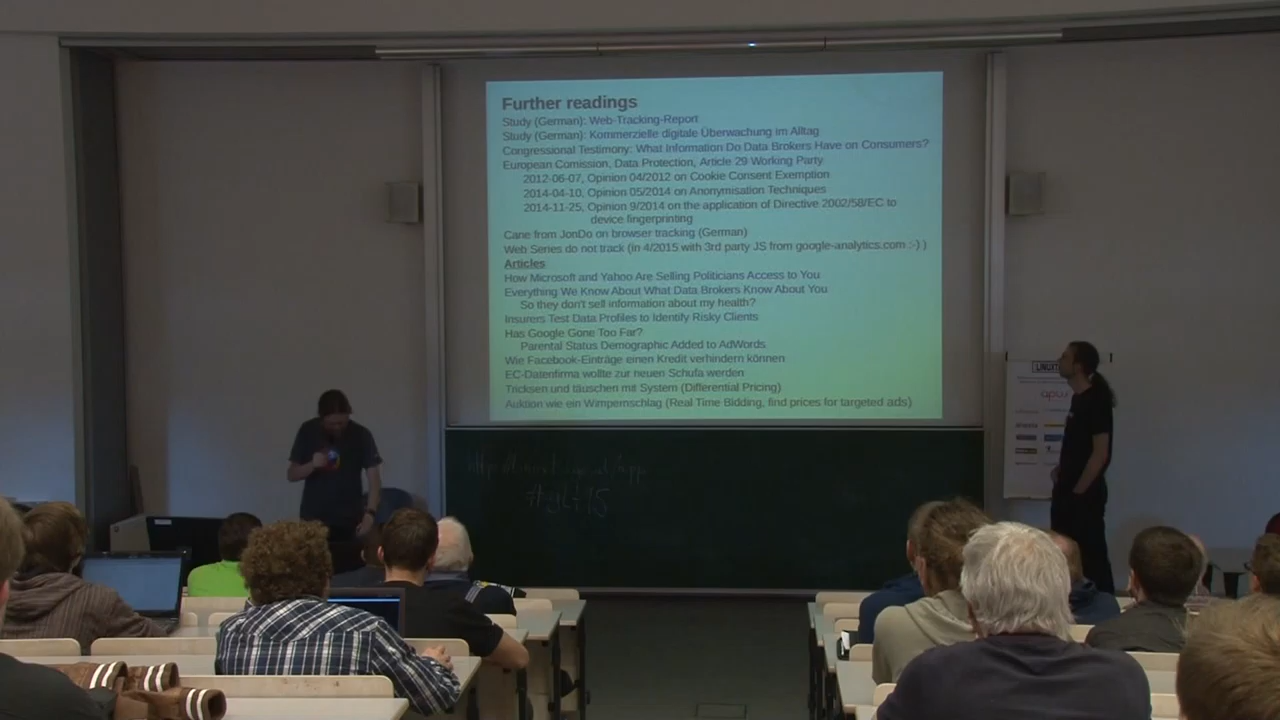 Further readings
Study (German): Web-Tracking-Report
Study (German): Kommerzielle digitale Überwachung im Alltag
Congressional Testimony: What Information Do Data Brokers Have on Consumers?
European Comission, Data Protection, Article 29 Working Party
2012-06-07, Opinion 04/2012 on Cookie Consent Exemption
2014-04-10, Opinion 05/2014 on Anonymisation Techniques
2014-11-25, Opinion 9/2014 on the application of Directive 2002/58/EC to
device fingerprinting
Cane from JonDo on browser tracking (German)
Web Series do not track (in 4/2015 with 3rd party JS from google-analytics.com :-) )
Articles
How Microsoft and Yahoo Are Selling Politicians Access to You
Everything We Know About What Data Brokers Know About You
So they don't sell information about my health?
Insurers Test Data Profiles to Identify Risky Clients
Has Google Gone Too Far?
Parental Status Demographic Added to AdWords
Wie Facebook-Einträge einen Kredit verhindern können
EC-Datenfirma wollte zur neuen Schufa werden
Tricksen und täuschen mit System (Differential Pricing)
Auktion wie ein Wimpernschlag (Real Time Bidding, find prices for targeted ads)
#glt15